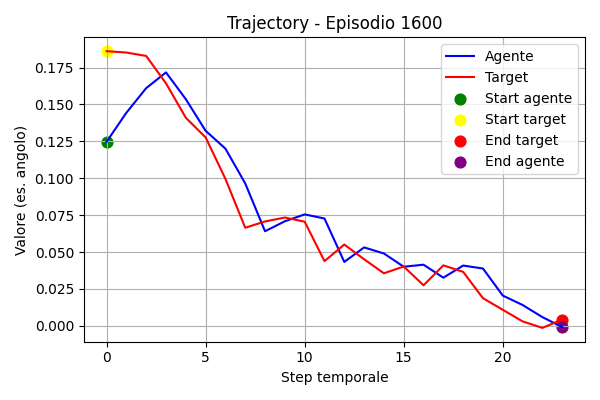 Trajectory - Episodio 1600
Agente
Target
Start agente
Start target
End target
End agente
Valore (es. angolo)
0.175
0.150
0.125
0.100
0.075
0.050
0.025
0.000
0 5 10 15 20
Step temporale